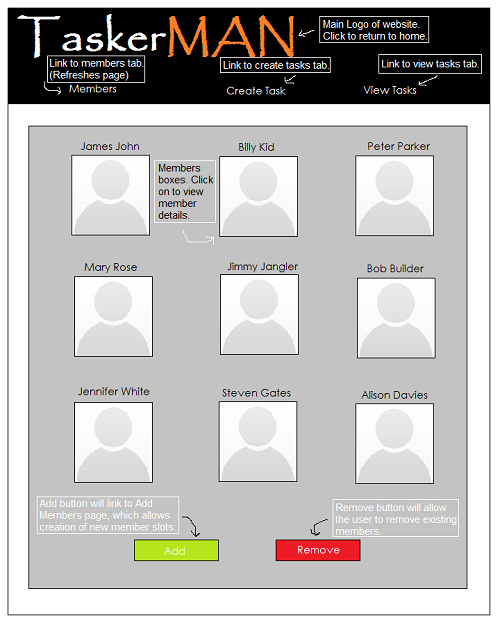 TaskerMAN
Main Logo of website.
Click to return to home.
Link to members tab
(Refreshes page)
Link to create tasks tab.
Link to view tasks tab.
Members
Create Task
View Tasks
James John
Billy Kid
Peter Parker
Members
boxes. Click
on to view
member
details.
Mary Rose
Jimmy Jangler
Bob Builder
Jennifer White
Steven Gates
Alison Davies
Add button will link to Add
Members page, which allows
creation of new member slots.
Remove button will allow
the user to remove existing
members.
Add
Remove